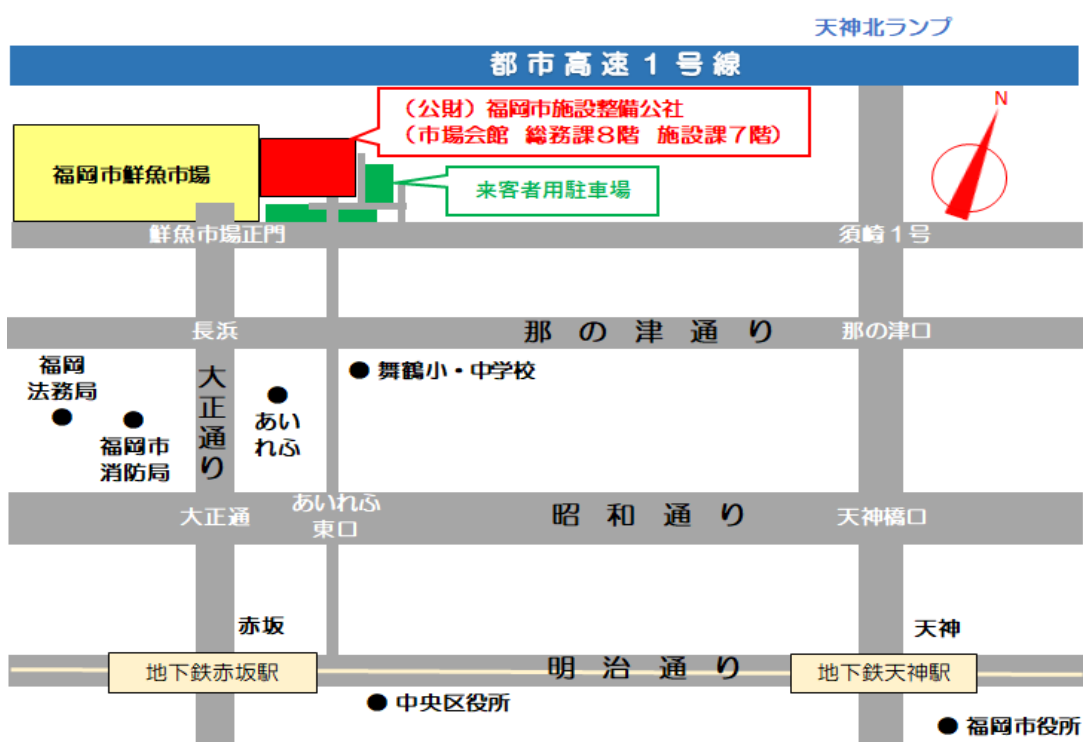 天神北ランプ
都市高速１号線
（公財）福岡市施設整備公社
（市場会館　総務課８階　施設課７階）
N
福岡市鮮魚市場
来客者用駐車場
鮮魚市場正門
須崎１号
長浜
那の津通り
那の津口
福岡
法務局
福岡市
消防局
大正通り
あい
れふ
舞鶴小・中学校
大正通
あいれふ
東口
昭和通り
天神橋口
赤坂
天神
地下鉄赤坂駅
明治通り
地下鉄天神駅
中央区役所
福岡市役所